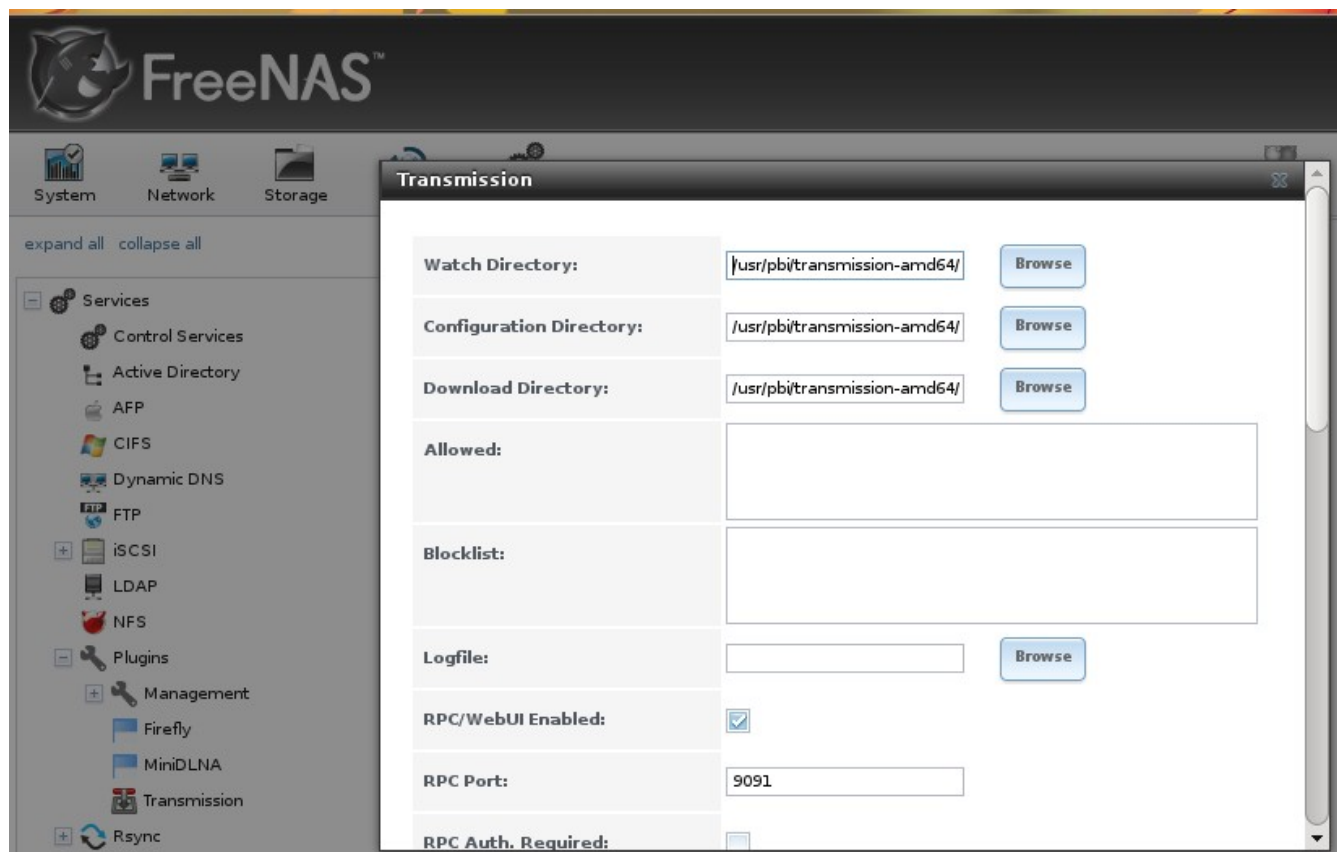 FreeNAS™
System
Network
Storage
expand all collapse all
Services
Control Services
Active Directory
AFP
CIFS
Dynamic DNS
FTP
iSCSI
LDAP
NFS
Plugins
Management
Firefly
MiniDLNA
Transmission
Rsync
Transmission
Watch Directory: /usr/pbi/transmission-amd64/ Browse
Configuration Directory: /usr/pbi/transmission-amd64/ Browse
Download Directory: /usr/pbi/transmission-amd64/ Browse
Allowed:
Blocklist:
Logfile: Browse
RPC/WebUI Enabled:
RPC Port: 9091
RPC Auth. Required: